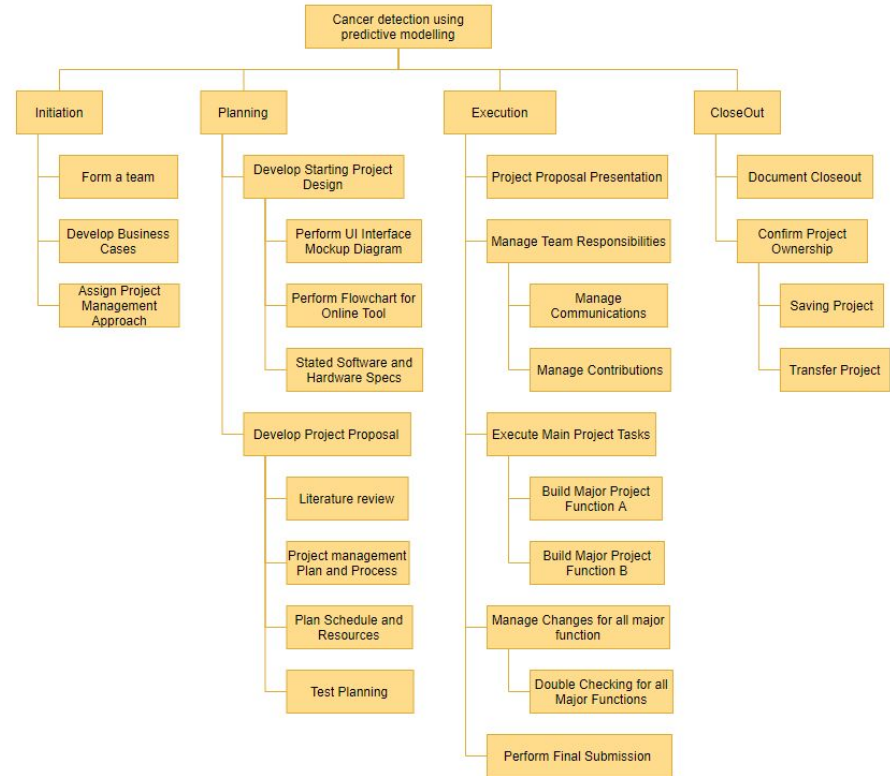 Cancer detection using
predictive modelling
Initiation
Planning
Execution
CloseOut
Form a team
Develop Business
Cases
Assign Project
Management
Approach
Develop Starting Project
Design
Perform UI Interface
Mockup Diagram
Perform Flowchart for
Online Tool
Stated Software and
Hardware Specs
Develop Project Proposal
Literature review
Project management
Plan and Process
Plan Schedule and
Resources
Test Planning
Project Proposal Presentation
Manage Team Responsibilities
Manage
Communications
Manage Contributions
Execute Main Project Tasks
Build Major Project
Function A
Build Major Project
Function B
Manage Changes for all major
function
Double Checking for all
Major Functions
Perform Final Submission
Document Closeout
Confirm Project
Ownership
Saving Project
Transfer Project